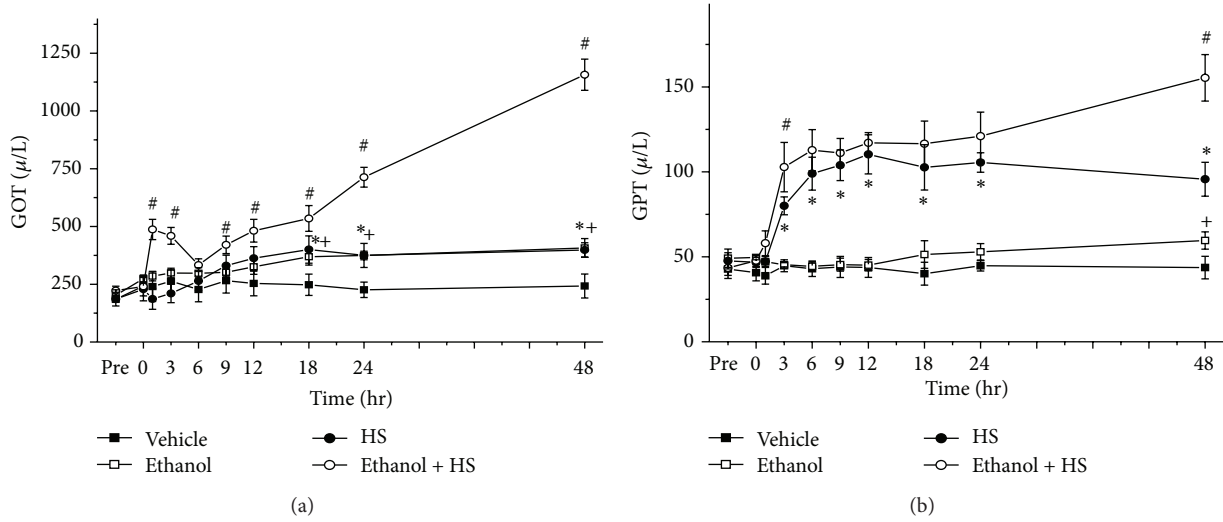 #
1250
1000
#
GOT (μ/L)
750
#
#
#
#
#
500
*+
*+
*+
250
0
Pre 0 3 6 9 12 18 24 48
Time (hr)
Vehicle HS
Ethanol Ethanol + HS
(a)
#
150
#
GPT (μ/L)
100
*
*
*
*
*
*
*
+
50
0
Pre 0 3 6 9 12 18 24 48
Time (hr)
Vehicle HS
Ethanol Ethanol + HS
(b)